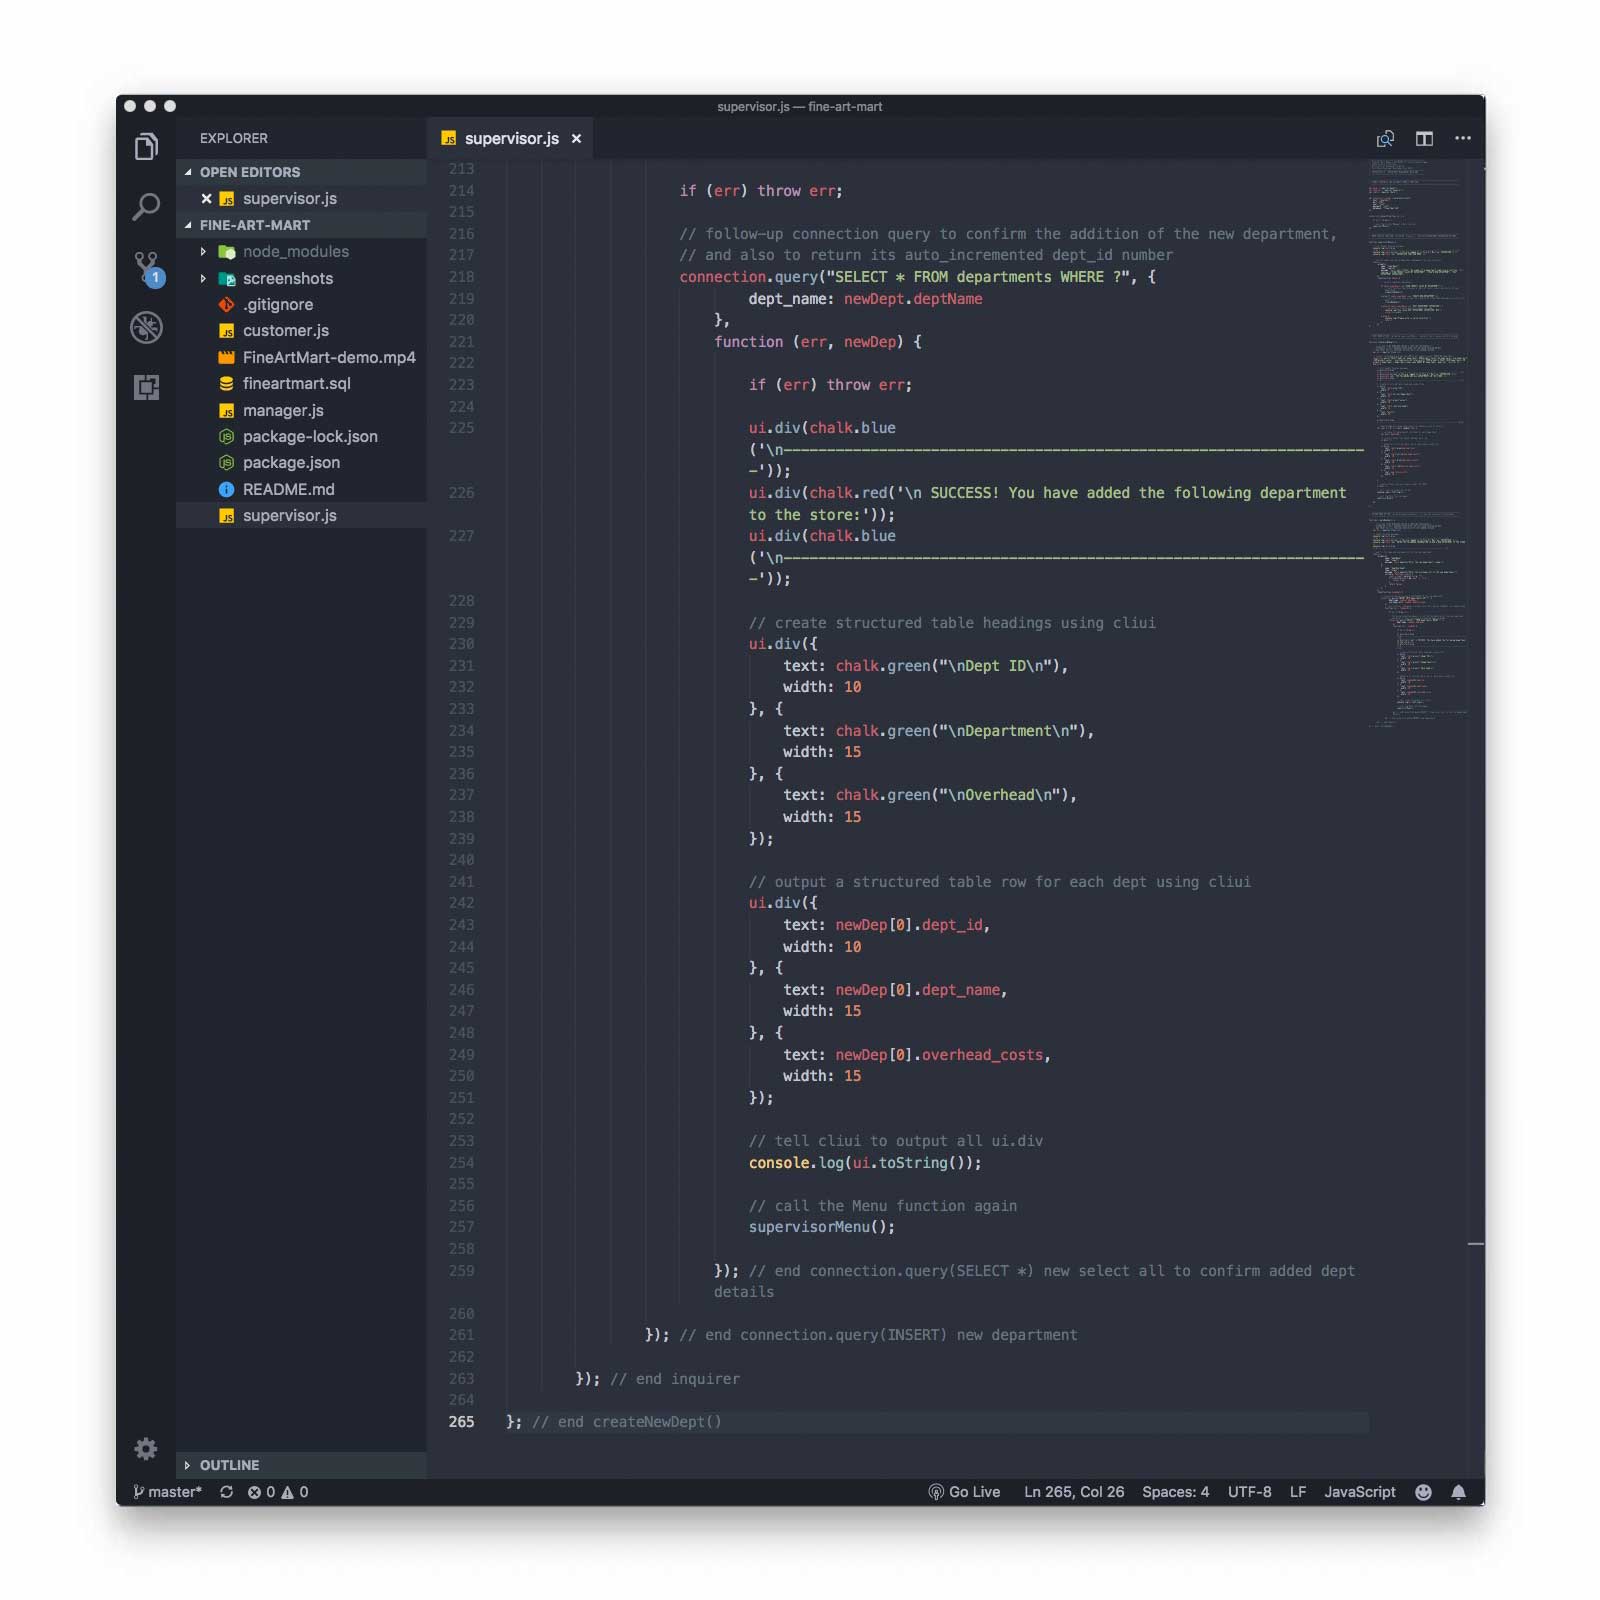 supervisor.js — fine-art-mart
EXPLORER
OPEN EDITORS
supervisor.js
FINE-ART-MART
node_modules
screenshots
.gitignore
customer.js
FineArtMart-demo.mp4
fineartmart.sql
manager.js
package-lock.json
package.json
README.md
supervisor.js
OUTLINE
1
supervisor.js
213
214 if (err) throw err;
215
216 // follow-up connection query to confirm the addition of the new department,
217 // and also to return its auto_incremented dept_id number
218 connection.query("SELECT * FROM departments WHERE ?", {
219 dept_name: newDept.deptName
220 },
221 function (err, newDep) {
222
223 if (err) throw err;
224
225 ui.div(chalk.blue
('\n-------------------------------------------------------------------
-'));
226 ui.div(chalk.red('\n SUCCESS! You have added the following department
to the store:'));
227 ui.div(chalk.blue
('\n-------------------------------------------------------------------
-'));
228
229 // create structured table headings using cliui
230 ui.div({
231 text: chalk.green("\nDept ID\n"),
232 width: 10
233 }, {
234 text: chalk.green("\nDepartment\n"),
235 width: 15
236 }, {
237 text: chalk.green("\nOverhead\n"),
238 width: 15
239 });
240
241 // output a structured table row for each dept using cliui
242 ui.div({
243 text: newDep[0].dept_id,
244 width: 10
245 }, {
246 text: newDep[0].dept_name,
247 width: 15
248 }, {
249 text: newDep[0].overhead_costs,
250 width: 15
251 });
252
253 // tell cliui to output all ui.div
254 console.log(ui.toString());
255
256 // call the Menu function again
257 supervisorMenu();
258
259 }); // end connection.query(SELECT *) new select all to confirm added dept
details
260
261 }); // end connection.query(INSERT) new department
262
263 }); // end inquirer
264
265 }; // end createNewDept()
master* 0 0 Go Live Ln 265, Col 26 Spaces: 4 UTF-8 LF JavaScript